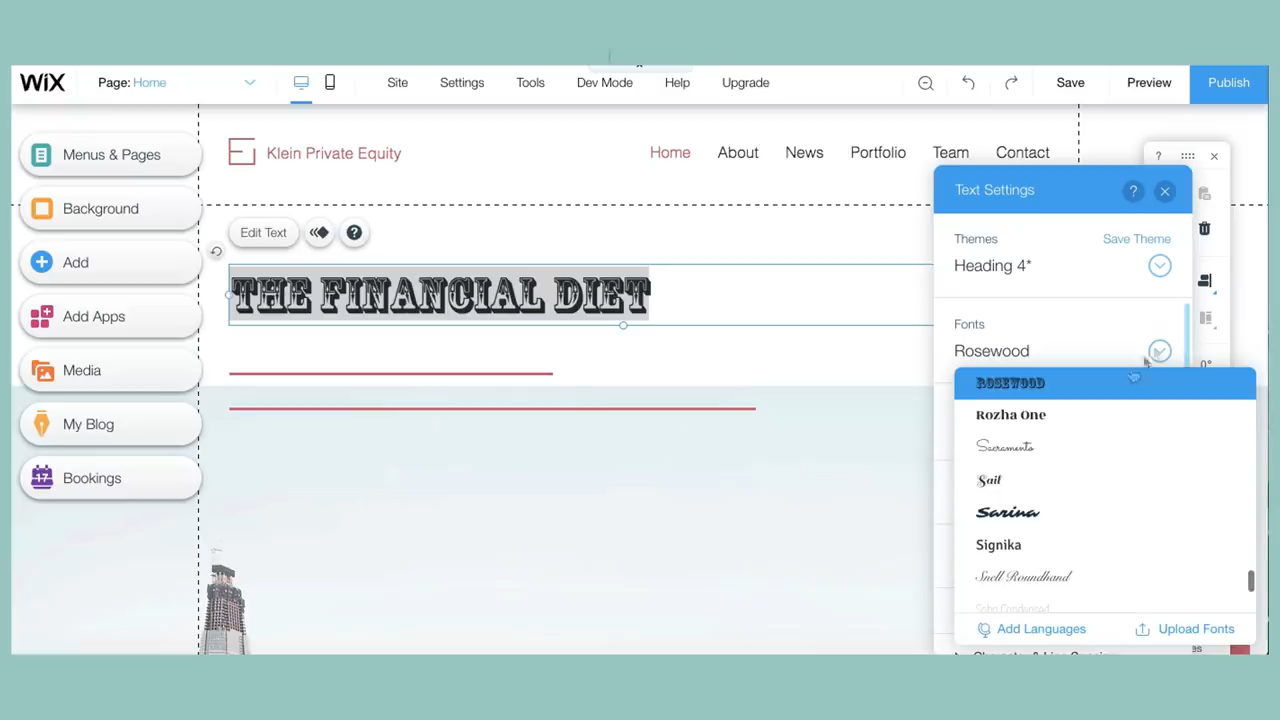 WiX Page: Home Site Settings Tools Dev Mode Help Upgrade Save Preview Publish
Menus & Pages
Background
Add
Add Apps
Media
My Blog
17 Bookings
Klein Private Equity
Home About News Portfolio Team Contact
Edit Text
THE FINANCIAL DIET
Text Settings
Themes Save Theme
Heading 4*
Fonts
Rosewood
ROSEWOOD
Rozha One
Sacramento
Sail
Sarina
Signika
Snell Roundhand
Soho Condensed
Add Languages Upload Fonts